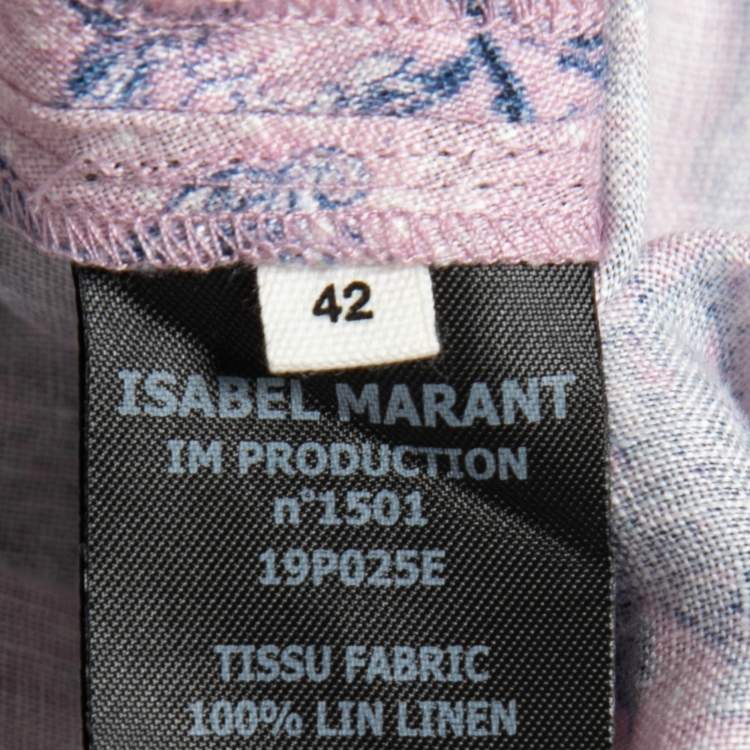 42
ISABEL MARANT
IM PRODUCTION
n°1501
19P025E
TISSU FABRIC
100% LIN LINEN